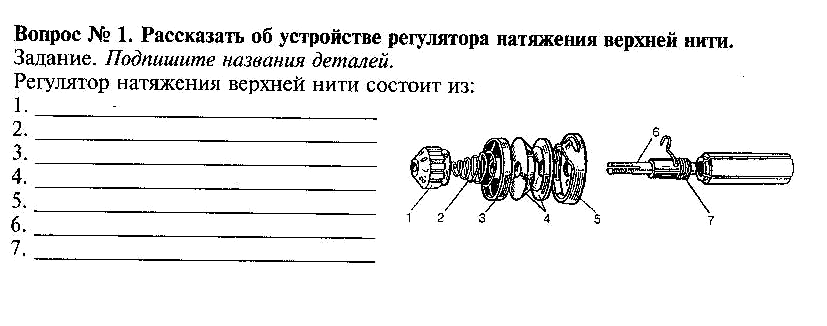 Вопрос № 1. Рассказать об устройстве регулятора натяжения верхней нити.
Задание. Подпишите названия деталей.
Регулятор натяжения верхней нити состоит из:
1.
2.
3.
4.
5.
6.
7.
6
1 2 3 4 5 7